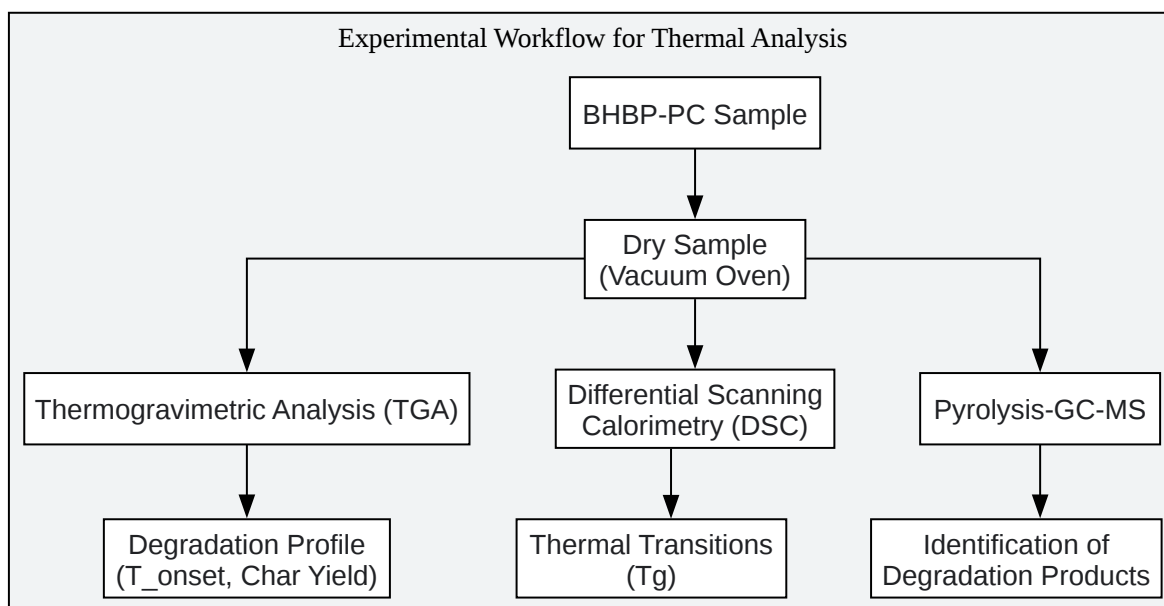 Experimental Workflow for Thermal Analysis
BHBP-PC Sample
Dry Sample
(Vacuum Oven)
Thermogravimetric Analysis (TGA)
Differential Scanning
Calorimetry (DSC)
Pyrolysis-GC-MS
Degradation Profile
(T_onset, Char Yield)
Thermal Transitions
(Tg)
Identification of
Degradation Products